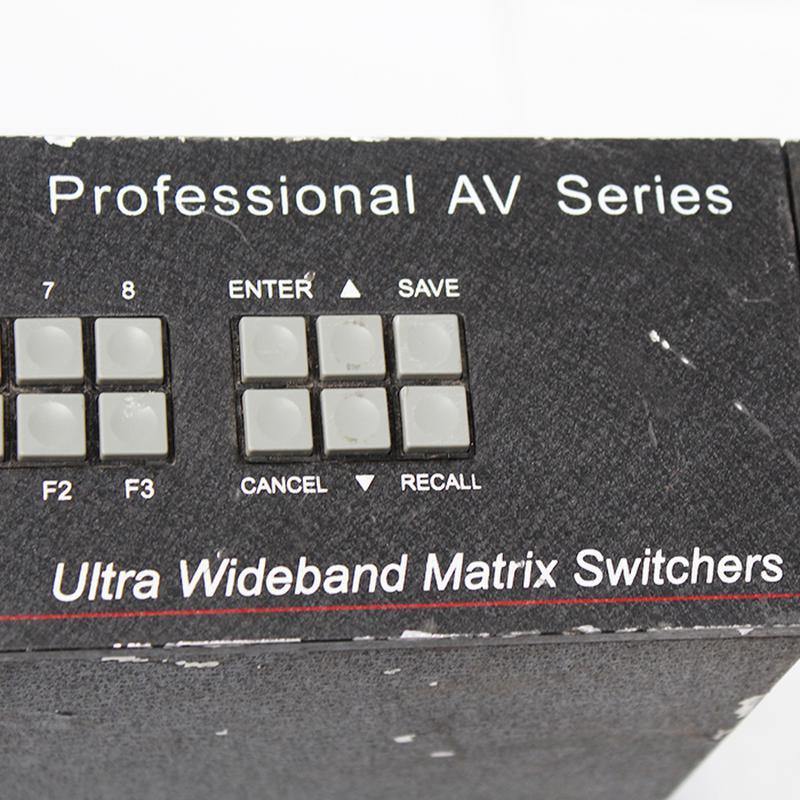 Professional AV Series
7 8 ENTER ▲ SAVE
F2 F3 CANCEL ▼ RECALL
Ultra Wideband Matrix Switchers